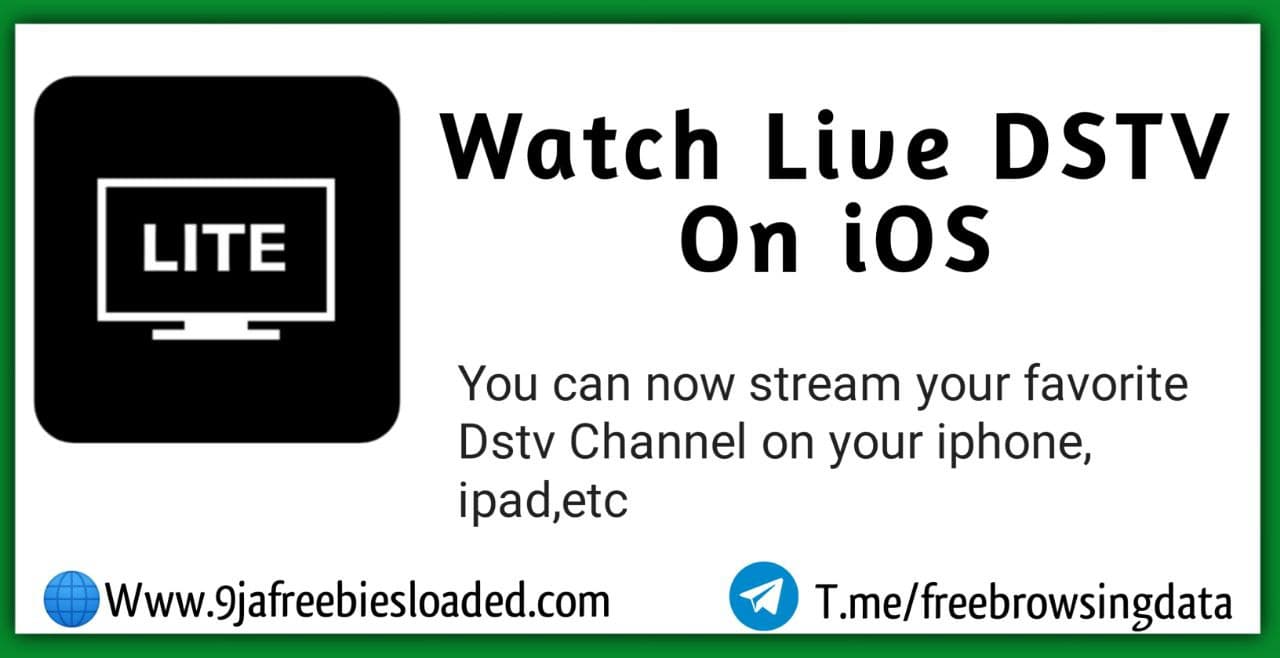 LITE
Watch Live DSTV
On iOS
You can now stream your favorite
Dstv Channel on your iphone,
ipad,etc
Www.9jafreebiesloaded.com
T.me/freebrowsingdata